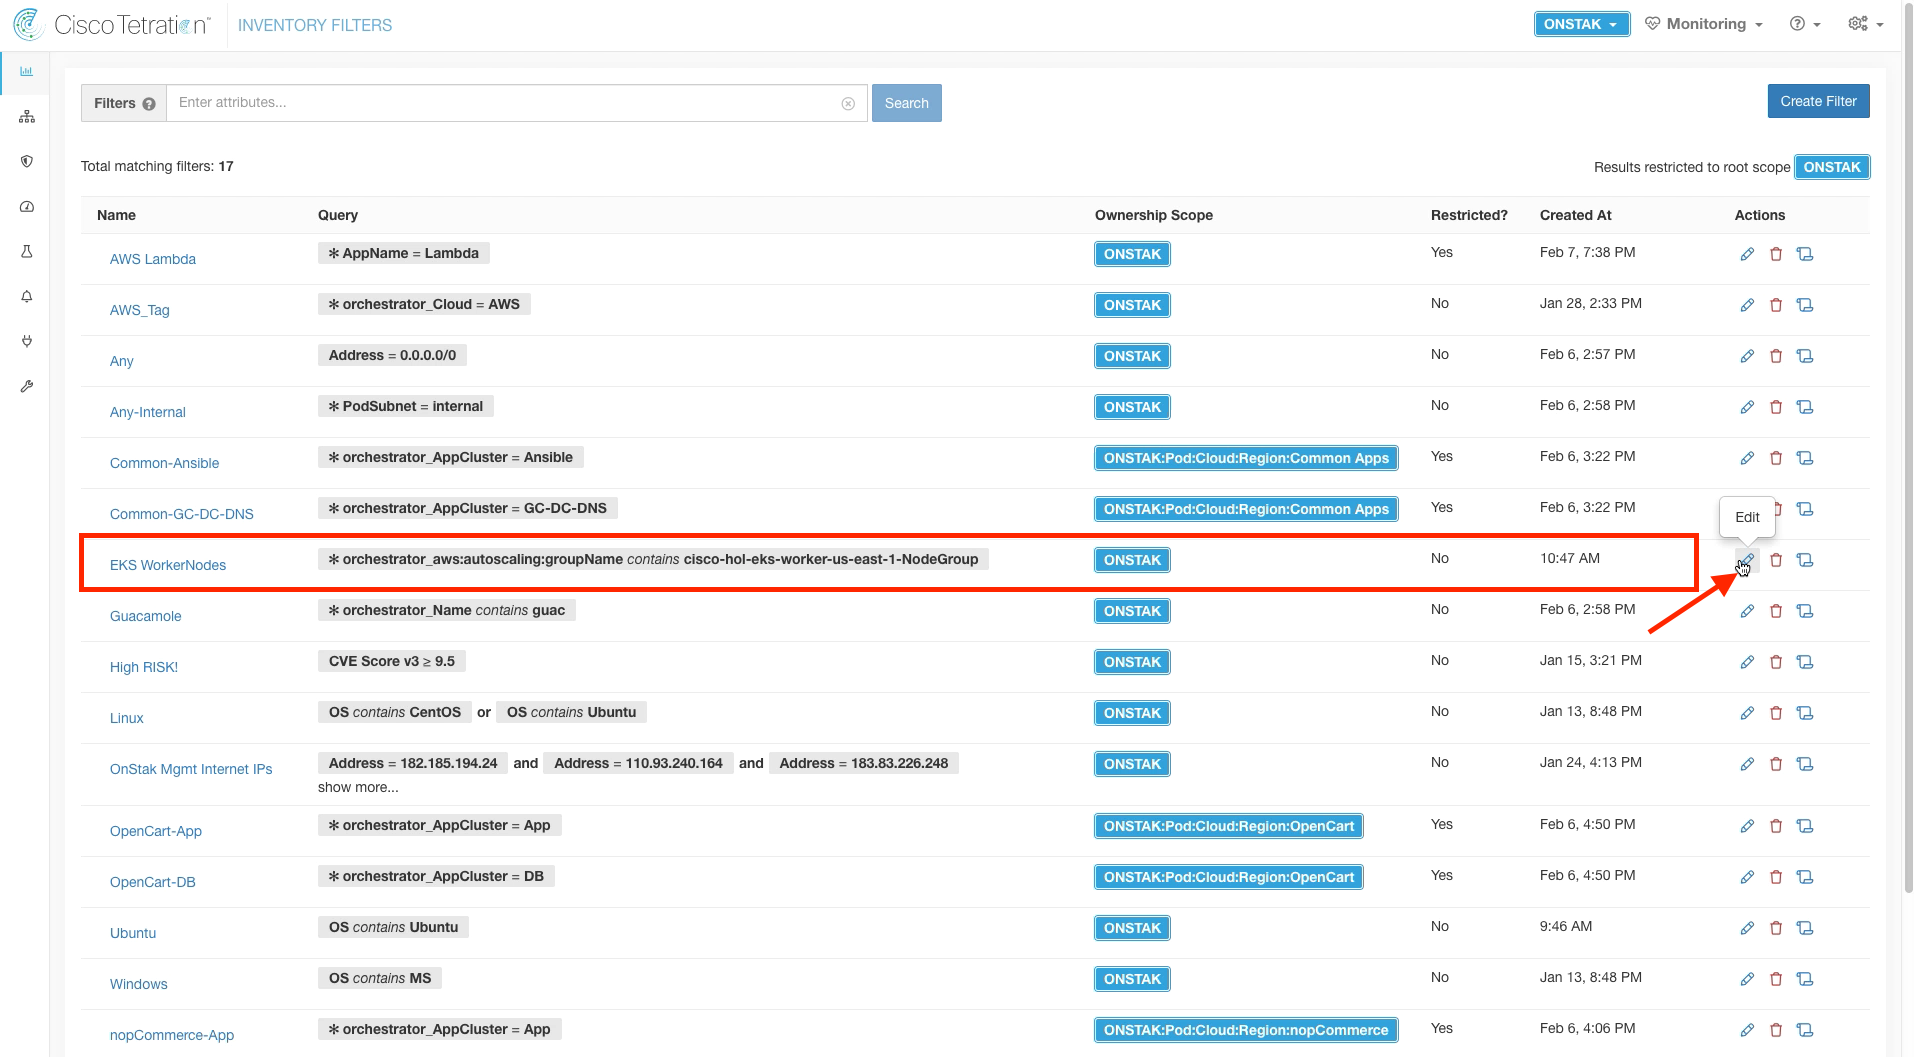 Cisco Tetration™ INVENTORY FILTERS ONSTAK Monitoring
Filters Enter attributes... Search Create Filter
Total matching filters: 17 Results restricted to root scope ONSTAK
Name Query Ownership Scope Restricted? Created At Actions
AWS Lambda * AppName = Lambda ONSTAK Yes Feb 7, 7:38 PM
AWS_Tag * orchestrator_Cloud = AWS ONSTAK No Jan 28, 2:33 PM
Any Address = 0.0.0.0/0 ONSTAK No Feb 6, 2:57 PM
Any-Internal * PodSubnet = internal ONSTAK No Feb 6, 2:58 PM
Common-Ansible * orchestrator_AppCluster = Ansible ONSTAK:Pod:Cloud:Region:Common Apps Yes Feb 6, 3:22 PM
Common-GC-DC-DNS * orchestrator_AppCluster = GC-DC-DNS ONSTAK:Pod:Cloud:Region:Common Apps Yes Feb 6, 3:22 PM
Edit
EKS WorkerNodes * orchestrator_aws:autoscaling:groupName contains cisco-hol-eks-worker-us-east-1-NodeGroup ONSTAK No 10:47 AM
Guacamole * orchestrator_Name contains guac ONSTAK No Feb 6, 2:58 PM
High RISK! CVE Score v3 ≥ 9.5 ONSTAK No Jan 15, 3:21 PM
Linux OS contains CentOS or OS contains Ubuntu ONSTAK No Jan 13, 8:48 PM
OnStak Mgmt Internet IPs Address = 182.185.194.24 and Address = 110.93.240.164 and Address = 183.83.226.248 ONSTAK No Jan 24, 4:13 PM
show more...
OpenCart-App * orchestrator_AppCluster = App ONSTAK:Pod:Cloud:Region:OpenCart Yes Feb 6, 4:50 PM
OpenCart-DB * orchestrator_AppCluster = DB ONSTAK:Pod:Cloud:Region:OpenCart Yes Feb 6, 4:50 PM
Ubuntu OS contains Ubuntu ONSTAK No 9:46 AM
Windows OS contains MS ONSTAK No Jan 13, 8:48 PM
nopCommerce-App * orchestrator_AppCluster = App ONSTAK:Pod:Cloud:Region:nopCommerce Yes Feb 6, 4:06 PM